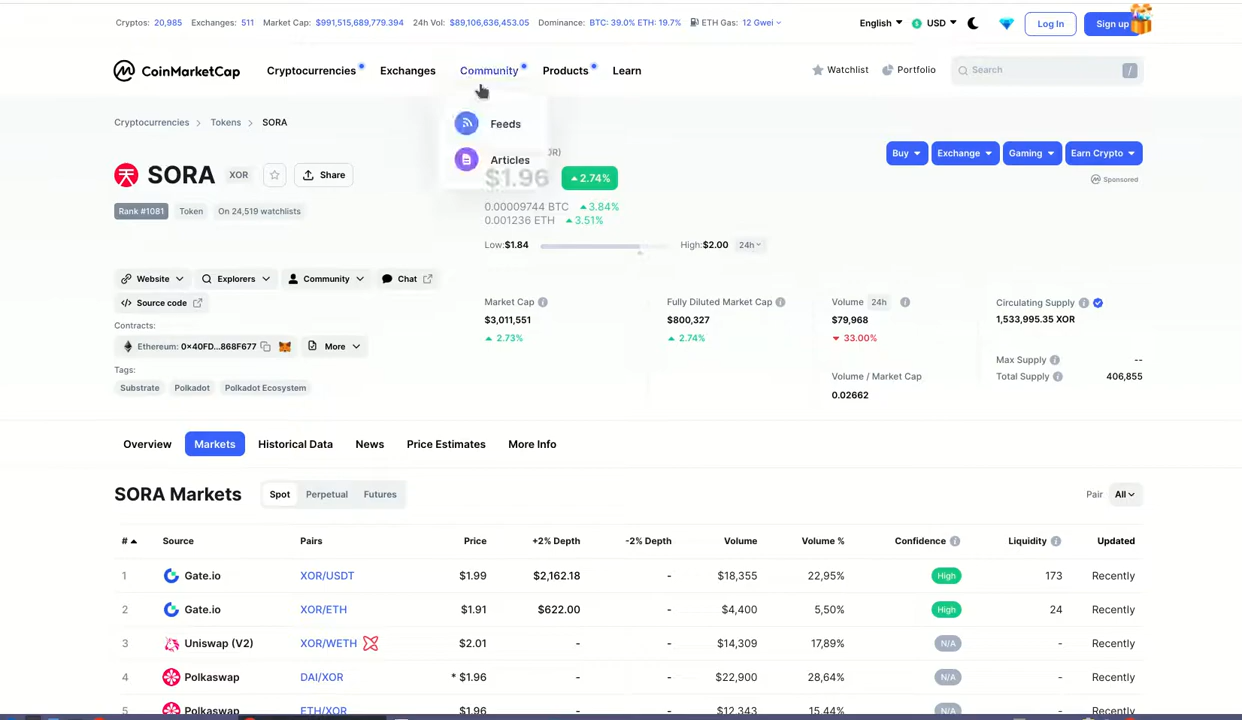 Cryptos: 20,985 Exchanges: 511 Market Cap: $991,515,689,779.394 24h Vol: $89,106,636,453.05 Dominance: BTC: 39.0% ETH: 19.7% ETH Gas: 12 Gwei English USD Log In Sign up
CoinMarketCap Cryptocurrencies Exchanges Community Products Learn Watchlist Portfolio Search /
Feeds
Articles
Cryptocurrencies > Tokens > SORA
OR)
Buy Exchange Gaming Earn Crypto
SORA XOR Share
$1.96 2.74%
Sponsored
0.00009744 BTC 3.84%
Rank #1081 Token On 24,519 watchlists
0.001236 ETH 3.51%
Low:$1.84 High:$2.00 24h
Website Explorers Community Chat
Source code
Market Cap Fully Diluted Market Cap Volume 24h Circulating Supply
$3,011,551 $800,327 $79,968 1,533,995.35 XOR
2.73% 2.74% 33.00%
Contracts:
Ethereum: 0x40FD...868F677 More
Max Supply --
Tags:
Volume / Market Cap Total Supply 406,855
Substrate Polkadot Polkadot Ecosystem
0.02662
Overview Markets Historical Data News Price Estimates More Info
SORA Markets Spot Perpetual Futures Pair All
# Source Pairs Price +2% Depth -2% Depth Volume Volume % Confidence Liquidity Updated
1 Gate.io XOR/USDT $1.99 $2,162.18 - $18,355 22,95% High 173 Recently
2 Gate.io XOR/ETH $1.91 $622.00 - $4,400 5,50% High 24 Recently
3 Uniswap (V2) XOR/WETH $2.01 - - $14,309 17,89% N/A - Recently
4 Polkaswap DAI/XOR * $1.96 - - $22,900 28,64% N/A - Recently
5 Polkaswap ETH/XOR $1.96 - - $12,343 15,44% N/A - Recently